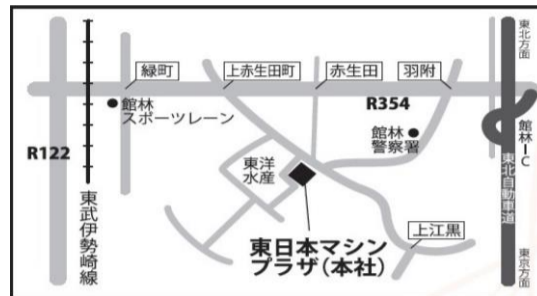 緑町
上赤生田町
赤生田
羽附
東北方面
館林
スポーツレーン
R354
館林
警察署
館林IC
R122
東洋
水産
東北自動車道
東武伊勢崎線
上江黒
東日本マシン
プラザ(本社)
東京方面